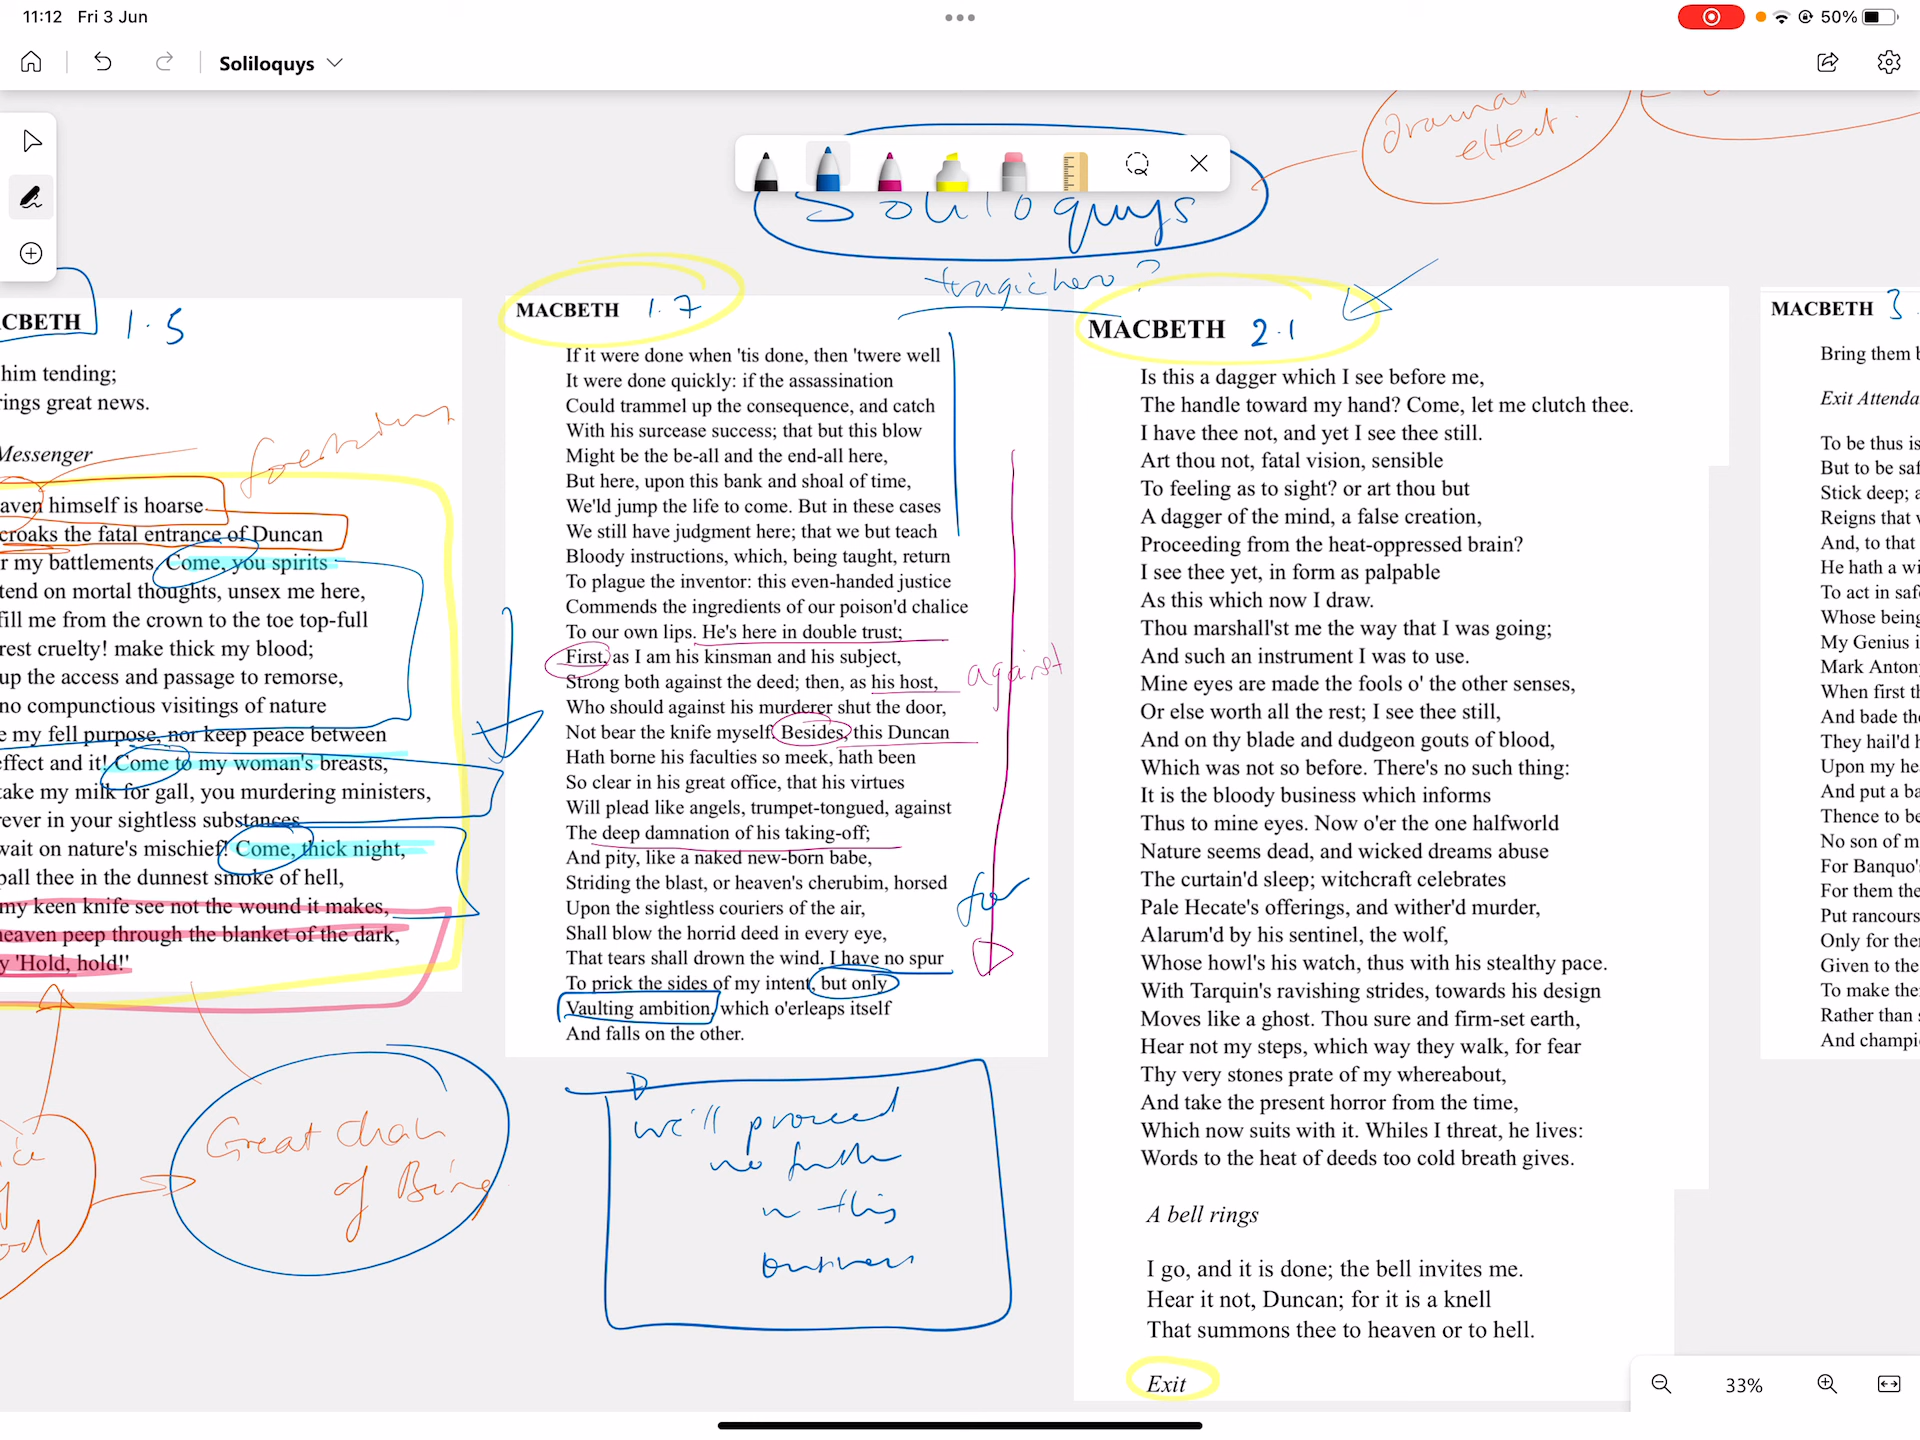 11:12 Fri 3 Jun
50%
Soliloquys
effect.
Soliloquys
tragic hero?
CBETH 1.5
him tending;
rings great news.
Messenger
aven himself is hoarse
croaks the fatal entrance of Duncan
r my battlements. Come, you spirits
tend on mortal thoughts, unsex me here,
fill me from the crown to the toe top-full
rest cruelty! make thick my blood;
up the access and passage to remorse,
no compunctious visitings of nature
e my fell purpose, nor keep peace between
effect and it! Come to my woman's breasts,
take my milk for gall, you murdering ministers,
rever in your sightless substances
wait on nature's mischief! Come, thick night,
pall thee in the dunnest smoke of hell,
my keen knife see not the wound it makes,
heaven peep through the blanket of the dark,
y 'Hold, hold!'
Great chain
of Being
MACBETH 1.7
If it were done when 'tis done, then 'twere well
It were done quickly: if the assassination
Could trammel up the consequence, and catch
With his surcease success; that but this blow
Might be the be-all and the end-all here,
But here, upon this bank and shoal of time,
We'ld jump the life to come. But in these cases
We still have judgment here; that we but teach
Bloody instructions, which, being taught, return
To plague the inventor: this even-handed justice
Commends the ingredients of our poison'd chalice
To our own lips. He's here in double trust;
First, as I am his kinsman and his subject,
Strong both against the deed; then, as his host,
against
Who should against his murderer shut the door,
Not bear the knife myself. Besides, this Duncan
Hath borne his faculties so meek, hath been
So clear in his great office, that his virtues
Will plead like angels, trumpet-tongued, against
The deep damnation of his taking-off;
And pity, like a naked new-born babe,
Striding the blast, or heaven's cherubim, horsed
for
Upon the sightless couriers of the air,
Shall blow the horrid deed in every eye,
That tears shall drown the wind. I have no spur
To prick the sides of my intent, but only
Vaulting ambition, which o'erleaps itself
And falls on the other.
we'll proceed
no further
in this
business
MACBETH 2.1
Is this a dagger which I see before me,
The handle toward my hand? Come, let me clutch thee.
I have thee not, and yet I see thee still.
Art thou not, fatal vision, sensible
To feeling as to sight? or art thou but
A dagger of the mind, a false creation,
Proceeding from the heat-oppressed brain?
I see thee yet, in form as palpable
As this which now I draw.
Thou marshall'st me the way that I was going;
And such an instrument I was to use.
Mine eyes are made the fools o' the other senses,
Or else worth all the rest; I see thee still,
And on thy blade and dudgeon gouts of blood,
Which was not so before. There's no such thing:
It is the bloody business which informs
Thus to mine eyes. Now o'er the one halfworld
Nature seems dead, and wicked dreams abuse
The curtain'd sleep; witchcraft celebrates
Pale Hecate's offerings, and wither'd murder,
Alarum'd by his sentinel, the wolf,
Whose howl's his watch, thus with his stealthy pace.
With Tarquin's ravishing strides, towards his design
Moves like a ghost. Thou sure and firm-set earth,
Hear not my steps, which way they walk, for fear
Thy very stones prate of my whereabout,
And take the present horror from the time,
Which now suits with it. Whiles I threat, he lives:
Words to the heat of deeds too cold breath gives.
A bell rings
I go, and it is done; the bell invites me.
Hear it not, Duncan; for it is a knell
That summons thee to heaven or to hell.
Exit
MACBETH 3
Bring them b
Exit Attenda
To be thus is
But to be saf
Stick deep; a
Reigns that w
And, to that
He hath a wi
To act in safe
Whose being
My Genius i
Mark Antony
When first th
And bade the
They hail'd h
Upon my hea
And put a ba
Thence to be
No son of m
For Banquo's
For them the
Put rancours
Only for them
Given to the
To make them
Rather than s
And champi
33%